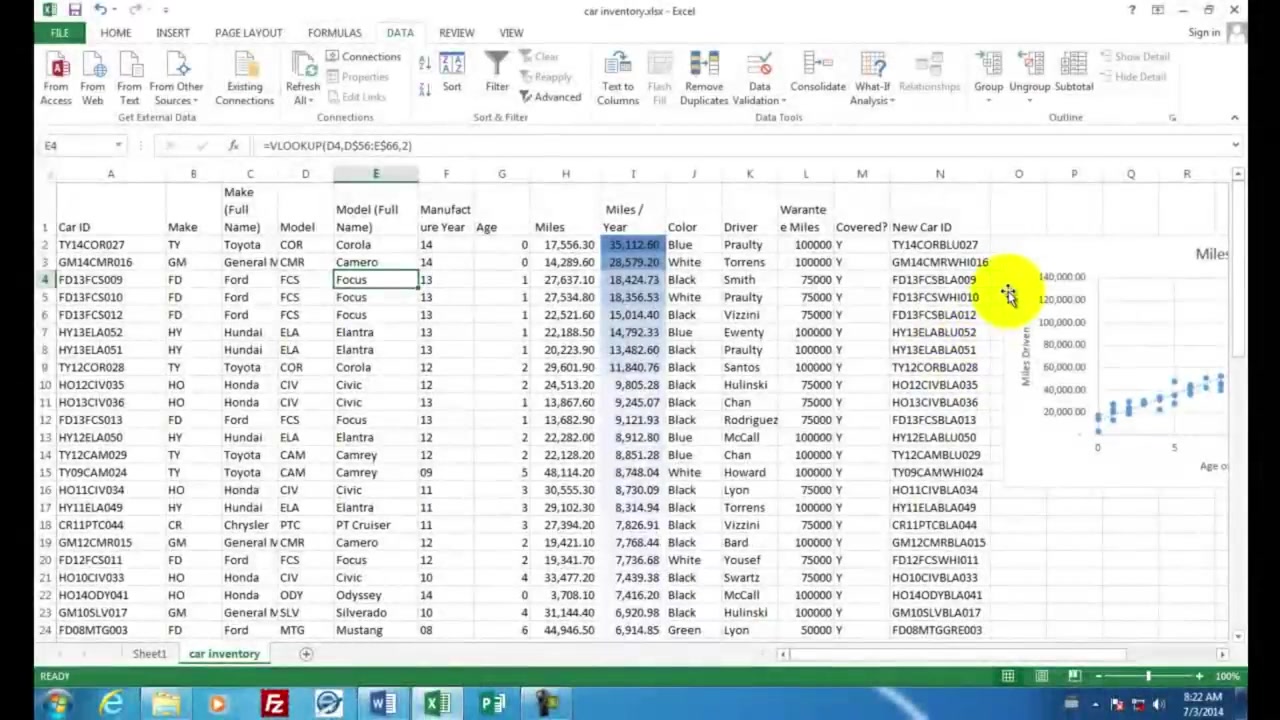 car inventory.xlsx - Excel
?
FILE HOME INSERT PAGE LAYOUT FORMULAS DATA REVIEW VIEW Sign in
From Access From Web From Text From Other Sources Existing Connections Refresh All Connections Properties Edit Links Sort Filter Clear Reapply Advanced Text to Columns Flash Fill Remove Duplicates Data Validation Consolidate What-If Analysis Relationships Group Ungroup Subtotal Show Detail Hide Detail
Get External Data Connections Sort & Filter Data Tools Outline
E4 fx =VLOOKUP(D4,D$56:E$66,2)
A B C D E F G H I J K L M N O P Q R
1 Car ID Make Make (Full Name) Model Model (Full Name) Manufact ure Year Age Miles Miles / Year Color Driver Warante e Miles Covered? New Car ID
2 TY14COR027 TY Toyota COR Corola 14 0 17,556.30 35,112.60 Blue Praulty 100000 Y TY14CORBLU027
3 GM14CMR016 GM General M CMR Camero 14 0 14,289.60 28,579.20 White Torrens 100000 Y GM14CMRWHI016
4 FD13FCS009 FD Ford FCS Focus 13 1 27,637.10 18,424.73 Black Smith 75000 Y FD13FCSBLA009
5 FD13FCS010 FD Ford FCS Focus 13 1 27,534.80 18,356.53 White Praulty 75000 Y FD13FCSWHI010
6 FD13FCS012 FD Ford FCS Focus 13 1 22,521.60 15,014.40 Black Vizzini 75000 Y FD13FCSBLA012
7 HY13ELA052 HY Hundai ELA Elantra 13 1 22,188.50 14,792.33 Blue Ewenty 100000 Y HY13ELABLU052
8 HY13ELA051 HY Hundai ELA Elantra 13 1 20,223.90 13,482.60 Black Praulty 100000 Y HY13ELABLA051
9 TY12COR028 TY Toyota COR Corola 12 2 29,601.90 11,840.76 Black Santos 100000 Y TY12CORBLA028
10 HO12CIV035 HO Honda CIV Civic 12 2 24,513.20 9,805.28 Black Hulinski 75000 Y HO12CIVBLA035
11 HO13CIV036 HO Honda CIV Civic 13 1 13,867.60 9,245.07 Black Chan 75000 Y HO13CIVBLA036
12 FD13FCS013 FD Ford FCS Focus 13 1 13,682.90 9,121.93 Black Rodriguez 75000 Y FD13FCSBLA013
13 HY12ELA050 HY Hundai ELA Elantra 12 2 22,282.00 8,912.80 Blue McCall 100000 Y HY12ELABLU050
14 TY12CAM029 TY Toyota CAM Camrey 12 2 22,128.20 8,851.28 Blue Chan 100000 Y TY12CAMBLU029
15 TY09CAM024 TY Toyota CAM Camrey 09 5 48,114.20 8,748.04 White Howard 100000 Y TY09CAMWHI024
16 HO11CIV034 HO Honda CIV Civic 11 3 30,555.30 8,730.09 Black Lyon 75000 Y HO11CIVBLA034
17 HY11ELA049 HY Hundai ELA Elantra 11 3 29,102.30 8,314.94 Black Torrens 100000 Y HY11ELABLA049
18 CR11PTC044 CR Chrysler PTC PT Cruiser 11 3 27,394.20 7,826.91 Black Vizzini 75000 Y CR11PTCBLA044
19 GM12CMR015 GM General M CMR Camero 12 2 19,421.10 7,768.44 Black Bard 100000 Y GM12CMRBLA015
20 FD12FCS011 FD Ford FCS Focus 12 2 19,341.70 7,736.68 White Yousef 75000 Y FD12FCSWHI011
21 HO10CIV033 HO Honda CIV Civic 10 4 33,477.20 7,439.38 Black Swartz 75000 Y HO10CIVBLA033
22 HO14ODY041 HO Honda ODY Odyssey 14 0 3,708.10 7,416.20 Black McCall 100000 Y HO14ODYBLA041
23 GM10SLV017 GM General M SLV Silverado 10 4 31,144.40 6,920.98 Black Hulinski 100000 Y GM10SLVBLA017
24 FD08MTG003 FD Ford MTG Mustang 08 6 44,946.50 6,914.85 Green Lyon 50000 Y FD08MTGGRE003
Miles
140,000.00
120,000.00
100,000.00
80,000.00
60,000.00
40,000.00
20,000.00
-
Miles Driven
0 5
Age o
Sheet1 car inventory
READY 100%
8:22 AM
7/3/2014